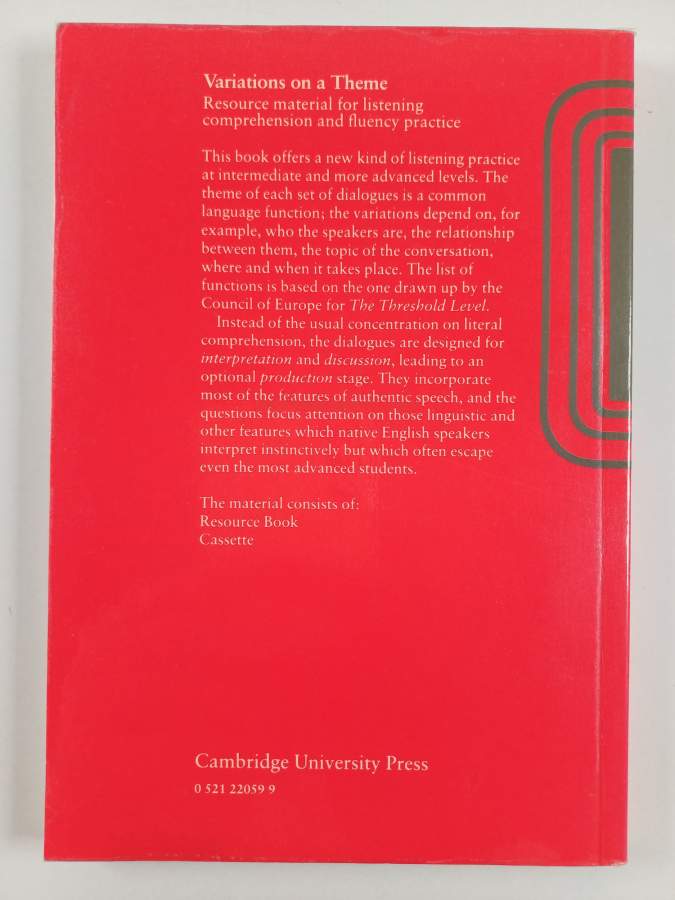 Variations on a Theme
Resource material for listening
comprehension and fluency practice
This book offers a new kind of listening practice
at intermediate and more advanced levels. The
theme of each set of dialogues is a common
language function; the variations depend on, for
example, who the speakers are, the relationship
between them, the topic of the conversation,
where and when it takes place. The list of
functions is based on the one drawn up by the
Council of Europe for The Threshold Level.
Instead of the usual concentration on literal
comprehension, the dialogues are designed for
interpretation and discussion, leading to an
optional production stage. They incorporate
most of the features of authentic speech, and the
questions focus attention on those linguistic and
other features which native English speakers
interpret instinctively but which often escape
even the most advanced students.
The material consists of:
Resource Book
Cassette
Cambridge University Press
0 521 22059 9